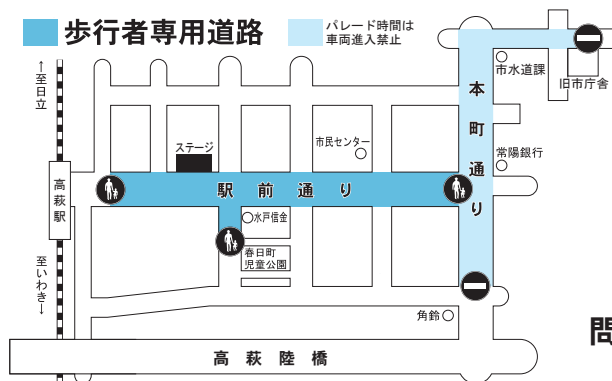 歩行者専用道路
パレード時間は
車両進入禁止
←至日立
市水道課
旧市庁舎
本町通り
ステージ
市民センター
常陽銀行
高萩駅
駅前通り
水戸信金
春日町
児童公園
至いわき→
角鈴
問
高萩陸橋